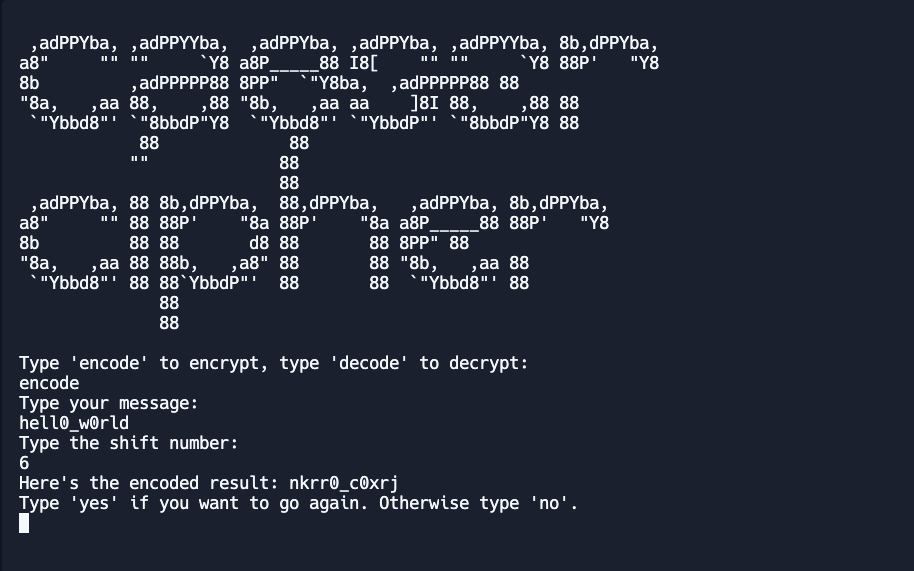 ,adPPYba, ,adPPYYba,  ,adPPYba, ,adPPYba, ,adPPYYba, 8b,dPPYba,
a8"     "" ""     `Y8 a8P_____88 I8[    "" ""     `Y8 88P'   "Y8
8b         ,adPPPPP88 8PP"  `"Y8ba,  ,adPPPPP88 88
"8a,   ,aa 88,    ,88 "8b,   ,aa aa    ]8I 88,    ,88 88
 `"Ybbd8"' `"8bbdP"Y8  `"Ybbd8"' `"YbbdP"' `"8bbdP"Y8 88
            88             88
           ""             88
                          88
 ,adPPYba, 88 8b,dPPYba,  88,dPPYba,   ,adPPYba, 8b,dPPYba,
a8"     "" 88 88P'    "8a 88P'    "8a a8P_____88 88P'   "Y8
8b         88 88       d8 88       88 8PP" 88
"8a,   ,aa 88 88b,   ,a8" 88       88 "8b,   ,aa 88
 `"Ybbd8"' 88 88`YbbdP"'  88       88  `"Ybbd8"' 88
              88
              88
Type 'encode' to encrypt, type 'decode' to decrypt:
encode
Type your message:
hell0_w0rld
Type the shift number:
6
Here's the encoded result: nkrr0_c0xrj
Type 'yes' if you want to go again. Otherwise type 'no'.